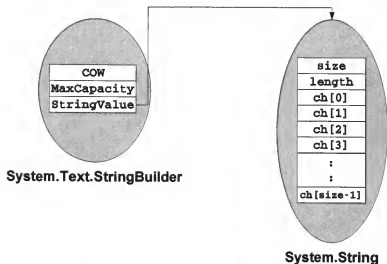 COW
MaxCapacity
StringValue
System.Text.StringBuilder
size
length
ch[0]
ch[1]
ch[2]
ch[3]
:
:
ch[size-1]
System.String